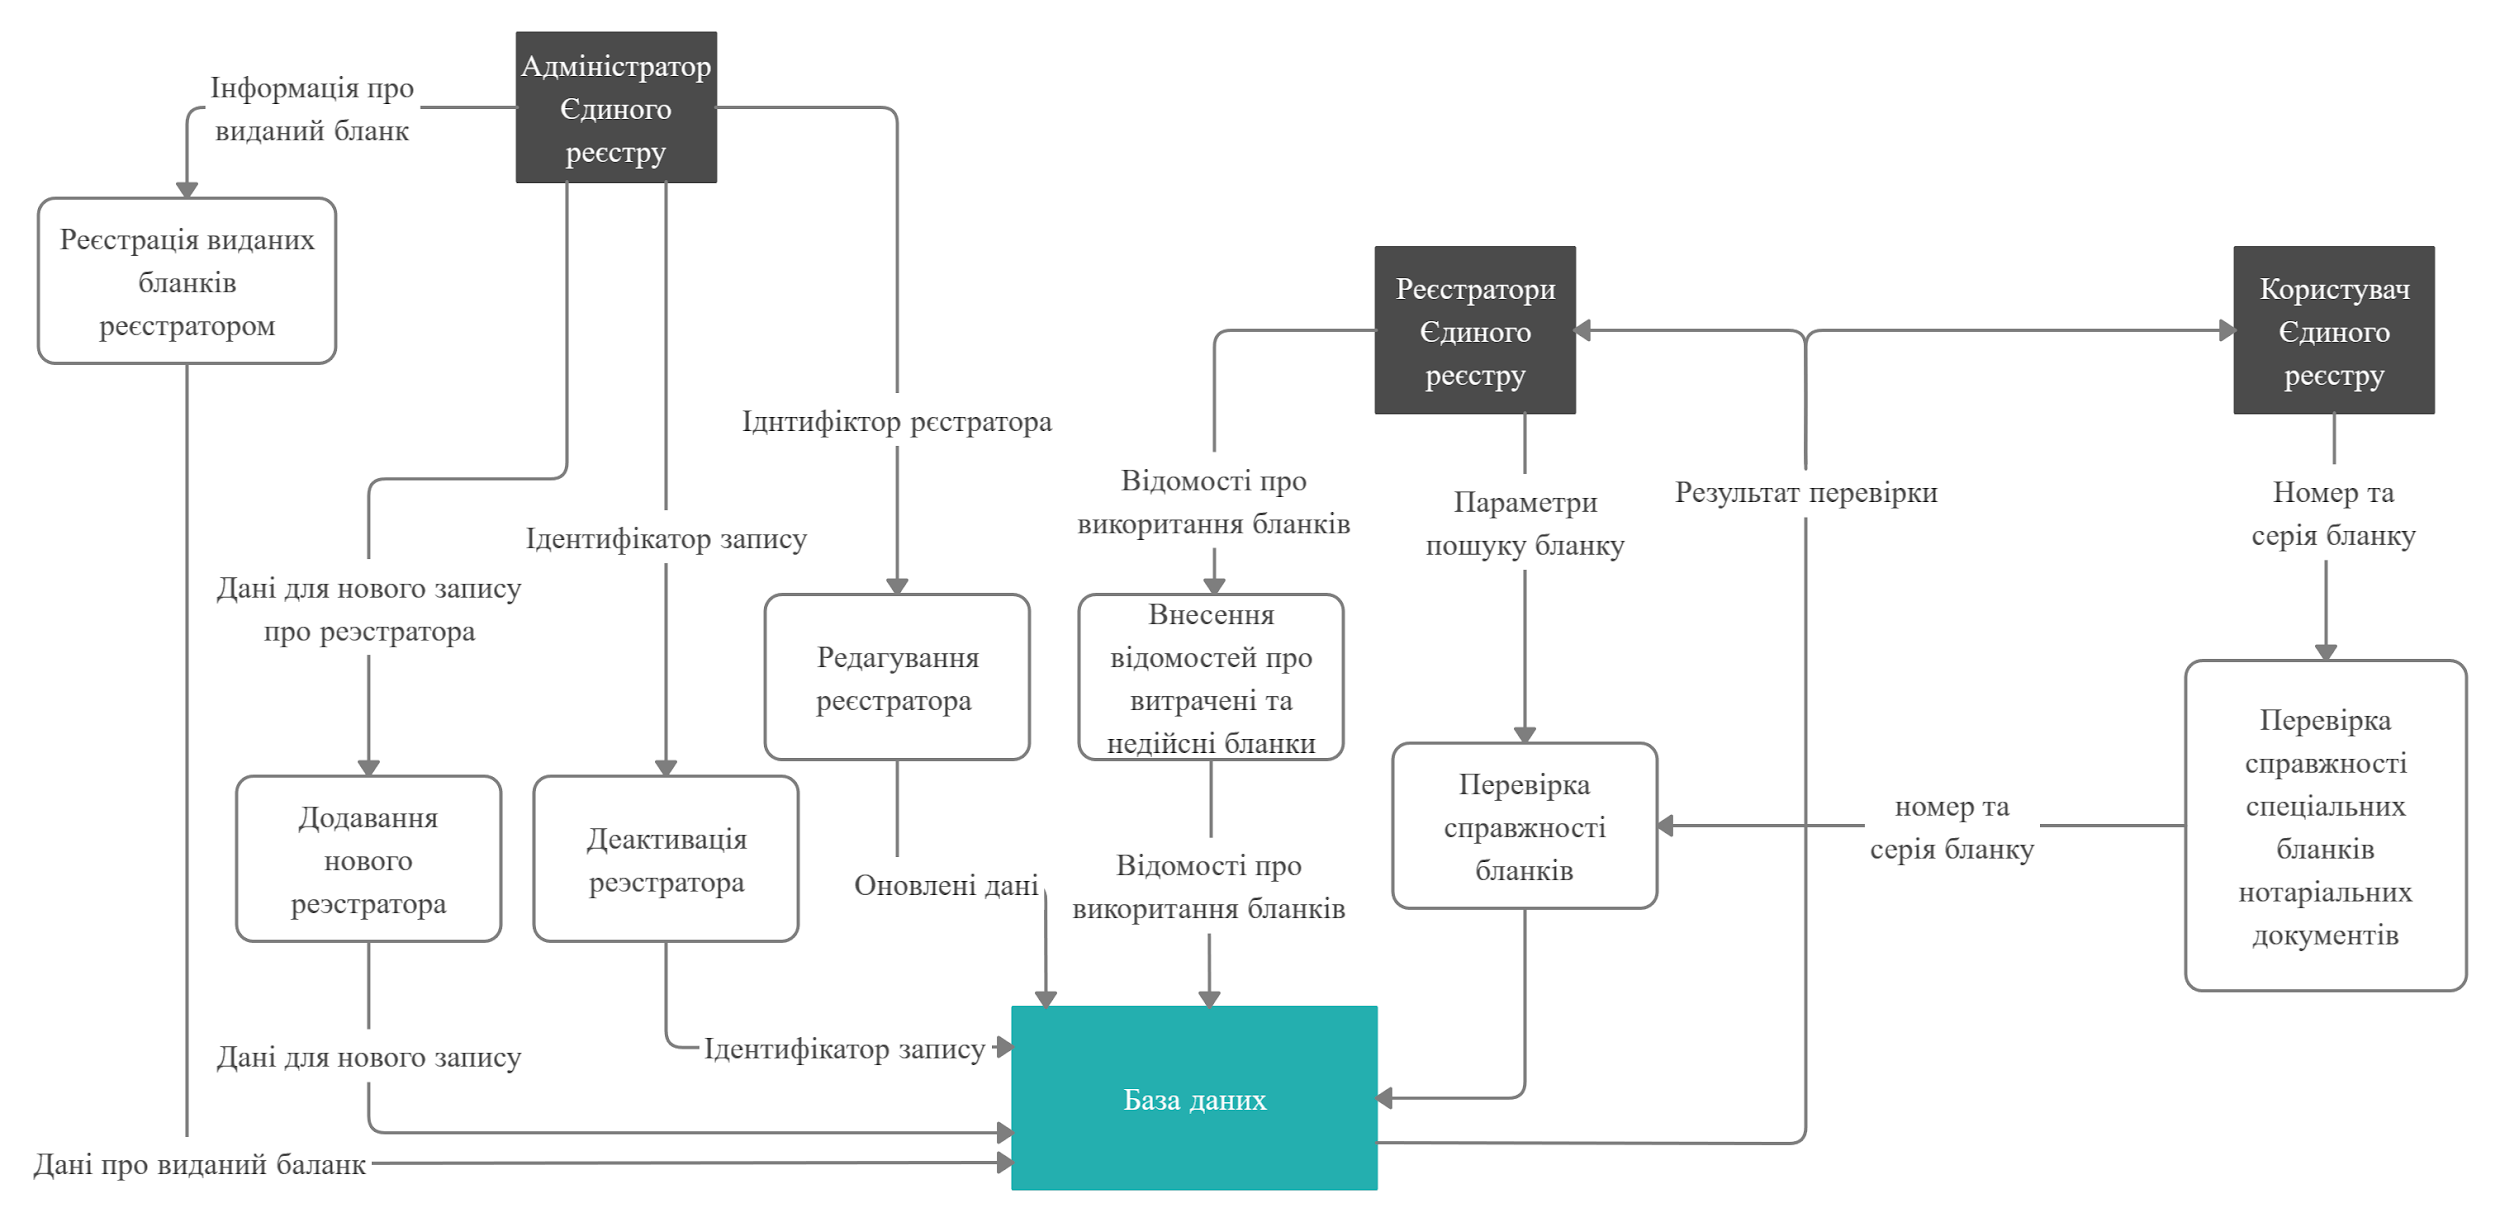 Адміністратор
Єдиного
реєстру
Інформація про
виданий бланк
Реєстрація виданих
бланків
реєстратором
Реєстратори
Єдиного
реєстру
Користувач
Єдиного
реєстру
Іднтифіктор рєстратора
Відомості про
викоритання бланків
Параметри
пошуку бланку
Результат перевірки
Номер та
серія бланку
Ідентифікатор запису
Дані для нового запису
про реэстратора
Редагування
реєстратора
Внесення
відомостей про
витрачені та
недійсні бланки
Перевірка
справжності
спеціальних
бланків
нотаріальних
документів
Додавання
нового
реэстратора
Деактивація
реэстратора
Перевірка
справжності
бланків
номер та
серія бланку
Оновлені дані
Відомості про
викоритання бланків
Дані для нового запису
Ідентифікатор запису
База даних
Дані про виданий баланк